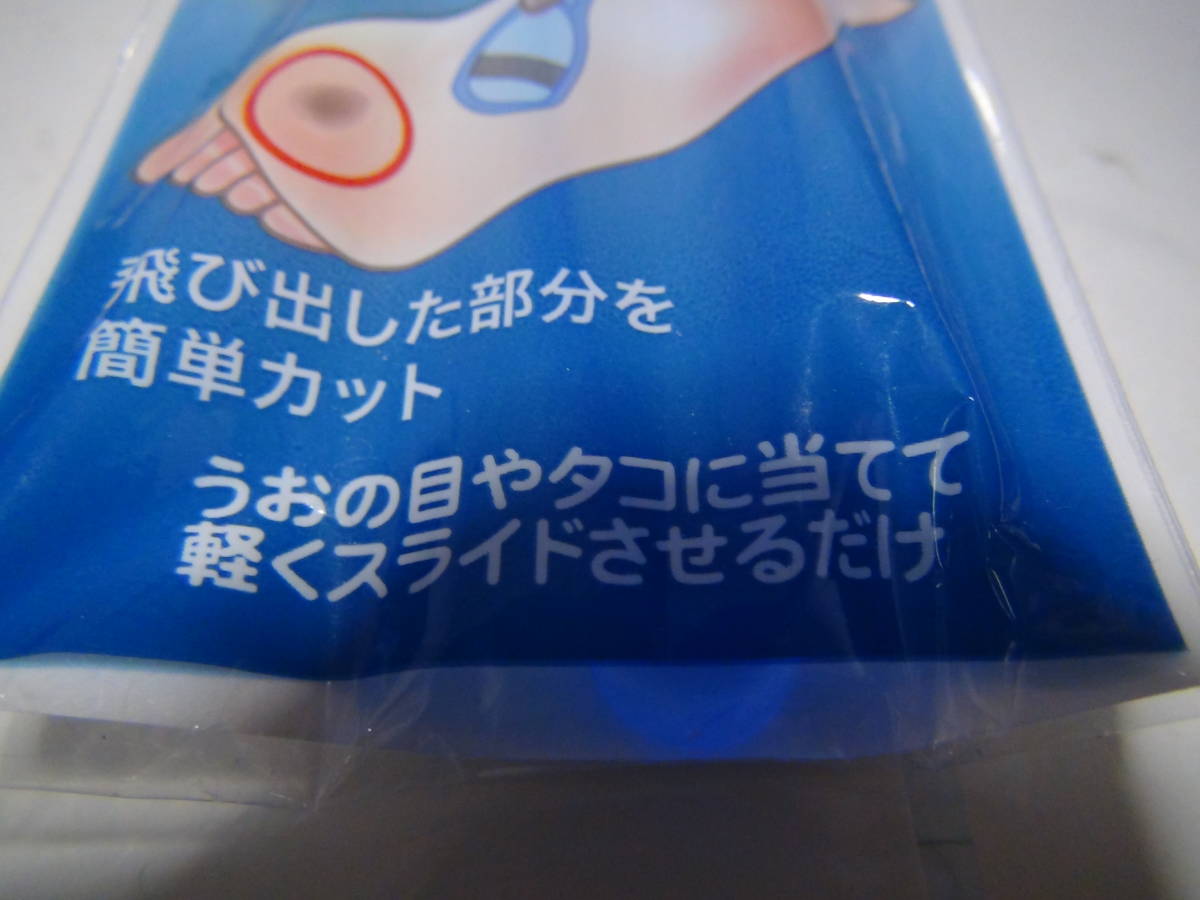 飛び出した部分を
簡単カット
うおの目やタコに当てて
軽くスライドさせるだけ